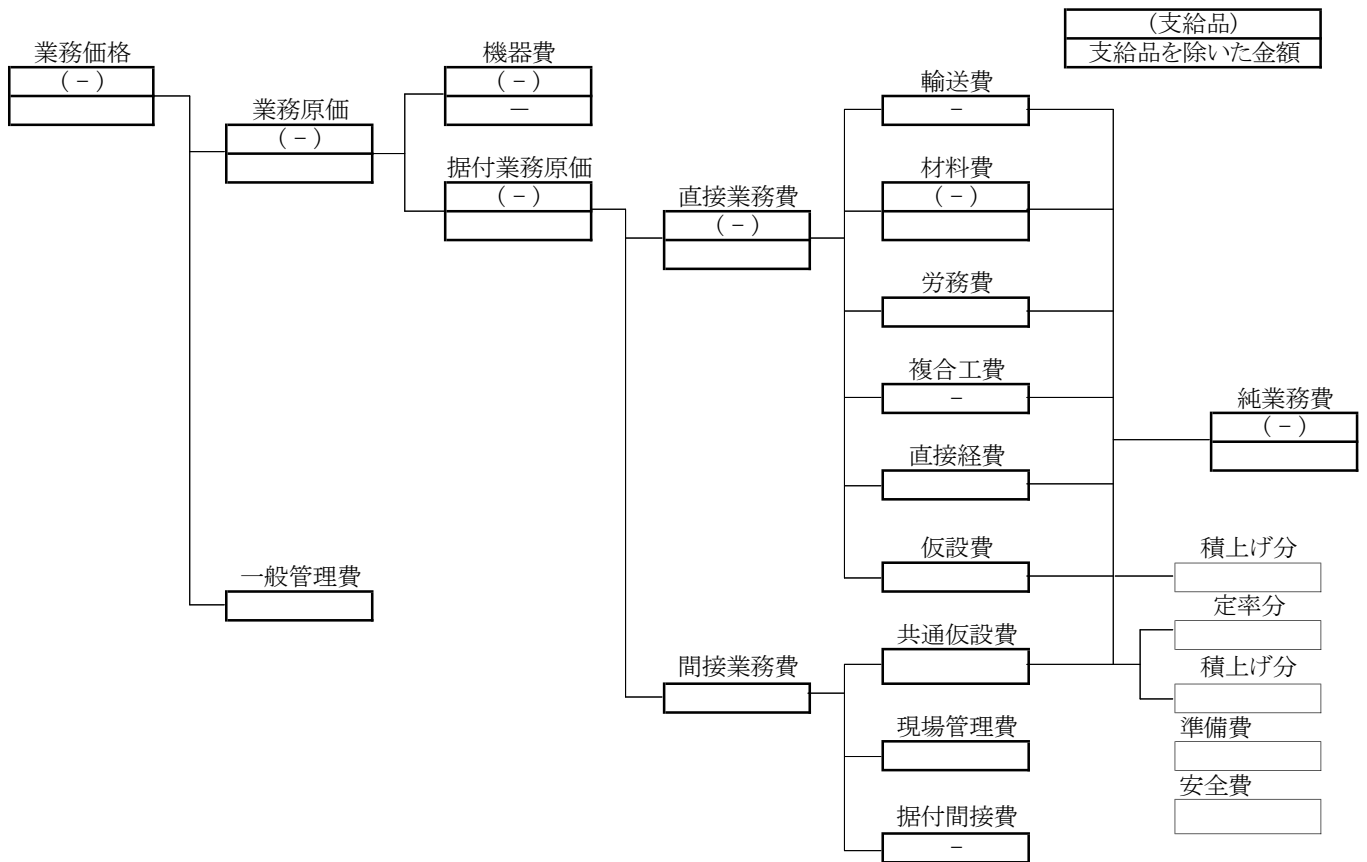 (支給品)
支給品を除いた金額
業務価格
(-)
業務原価
(-)
機器費
(-)
—
据付業務原価
(-)
直接業務費
(-)
輸送費
-
材料費
(-)
労務費
複合工費
-
直接経費
仮設費
純業務費
(-)
積上げ分
一般管理費
間接業務費
共通仮設費
定率分
積上げ分
現場管理費
準備費
安全費
据付間接費
-